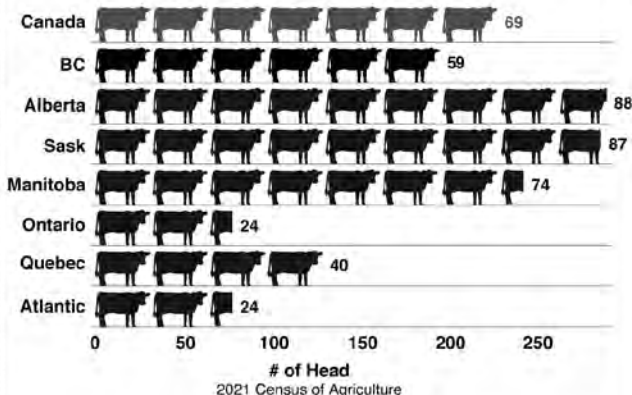 Canada 69
BC 59
Alberta 88
Sask 87
Manitoba 74
Ontario 24
Quebec 40
Atlantic 24
0 50 100 150 200 250
# of Head
2021 Census of Agriculture